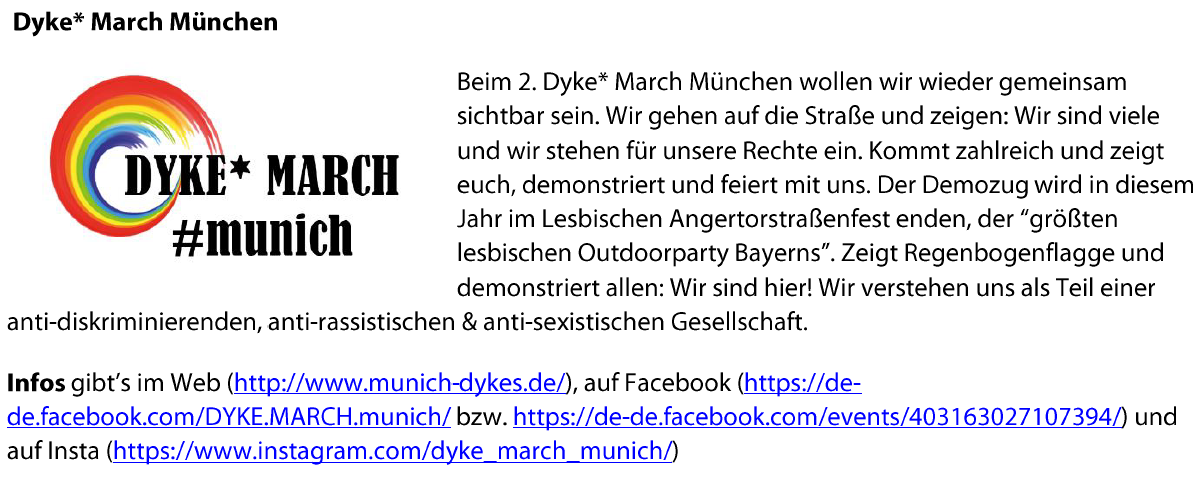 Dyke* March München
DYKE* MARCH
#munich
Beim 2. Dyke* March München wollen wir wieder gemeinsam
sichtbar sein. Wir gehen auf die Straße und zeigen: Wir sind viele
und wir stehen für unsere Rechte ein. Kommt zahlreich und zeigt
euch, demonstriert und feiert mit uns. Der Demozug wird in diesem
Jahr im Lesbischen Angertorstraßenfest enden, der “größten
lesbischen Outdoorparty Bayerns”. Zeigt Regenbogenflagge und
demonstriert allen: Wir sind hier! Wir verstehen uns als Teil einer
anti-diskriminierenden, anti-rassistischen & anti-sexistischen Gesellschaft.
Infos gibt’s im Web (http://www.munich-dykes.de/), auf Facebook (https://de-
de.facebook.com/DYKE.MARCH.munich/ bzw. https://de-de.facebook.com/events/403163027107394/) und
auf Insta (https://www.instagram.com/dyke_march_munich/)